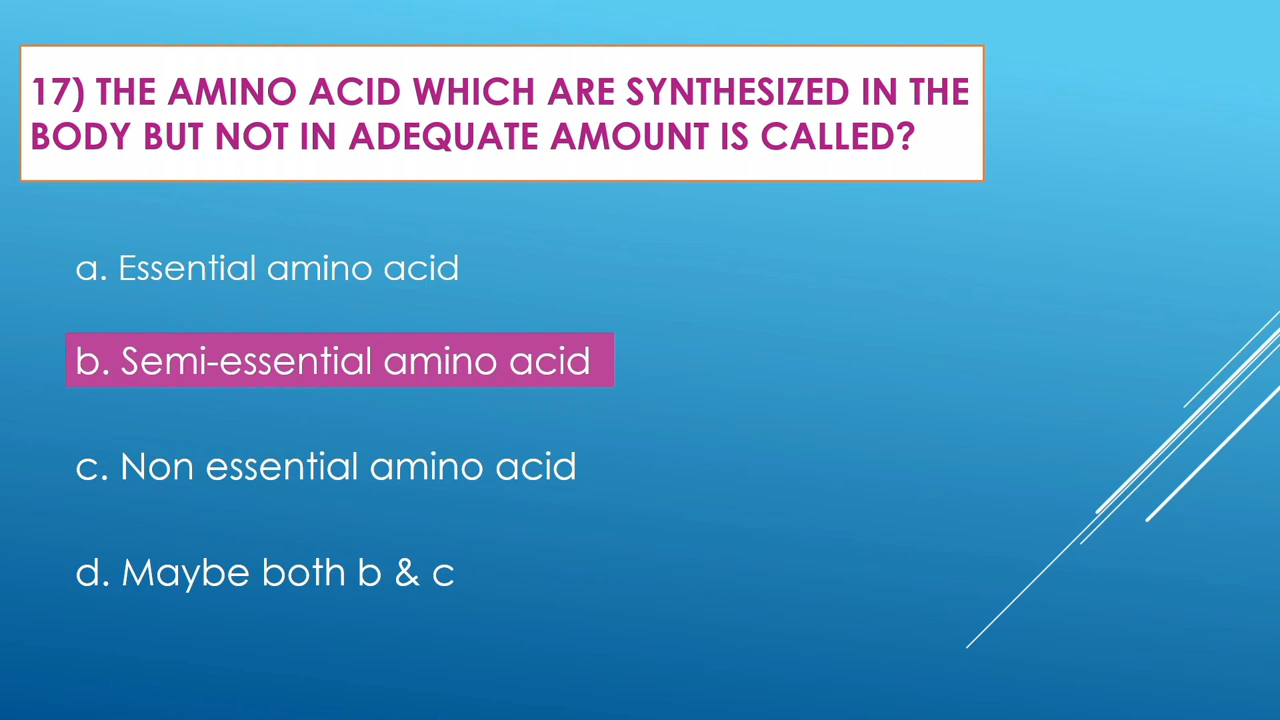 17) THE AMINO ACID WHICH ARE SYNTHESIZED IN THE
BODY BUT NOT IN ADEQUATE AMOUNT IS CALLED?
a. Essential amino acid
b. Semi-essential amino acid
c. Non essential amino acid
d. Maybe both b & c